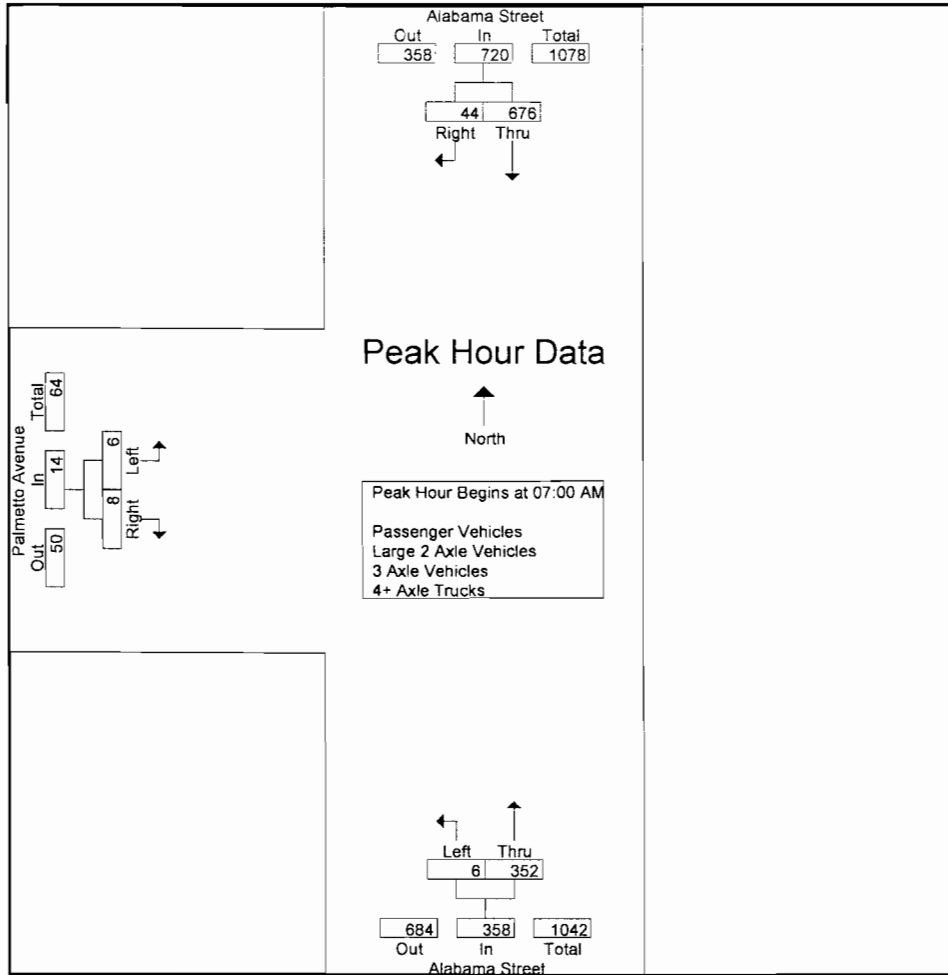 Alabama Street
Out In Total
358 720 1078
44 676
Right Thru
Peak Hour Data
North
Palmetto Avenue
Out In Total
50 14 64
8 6
Right Left
Peak Hour Begins at 07:00 AM
Passenger Vehicles
Large 2 Axle Vehicles
3 Axle Vehicles
4+ Axle Trucks
Left Thru
6 352
684 358 1042
Out In Total
Alabama Street